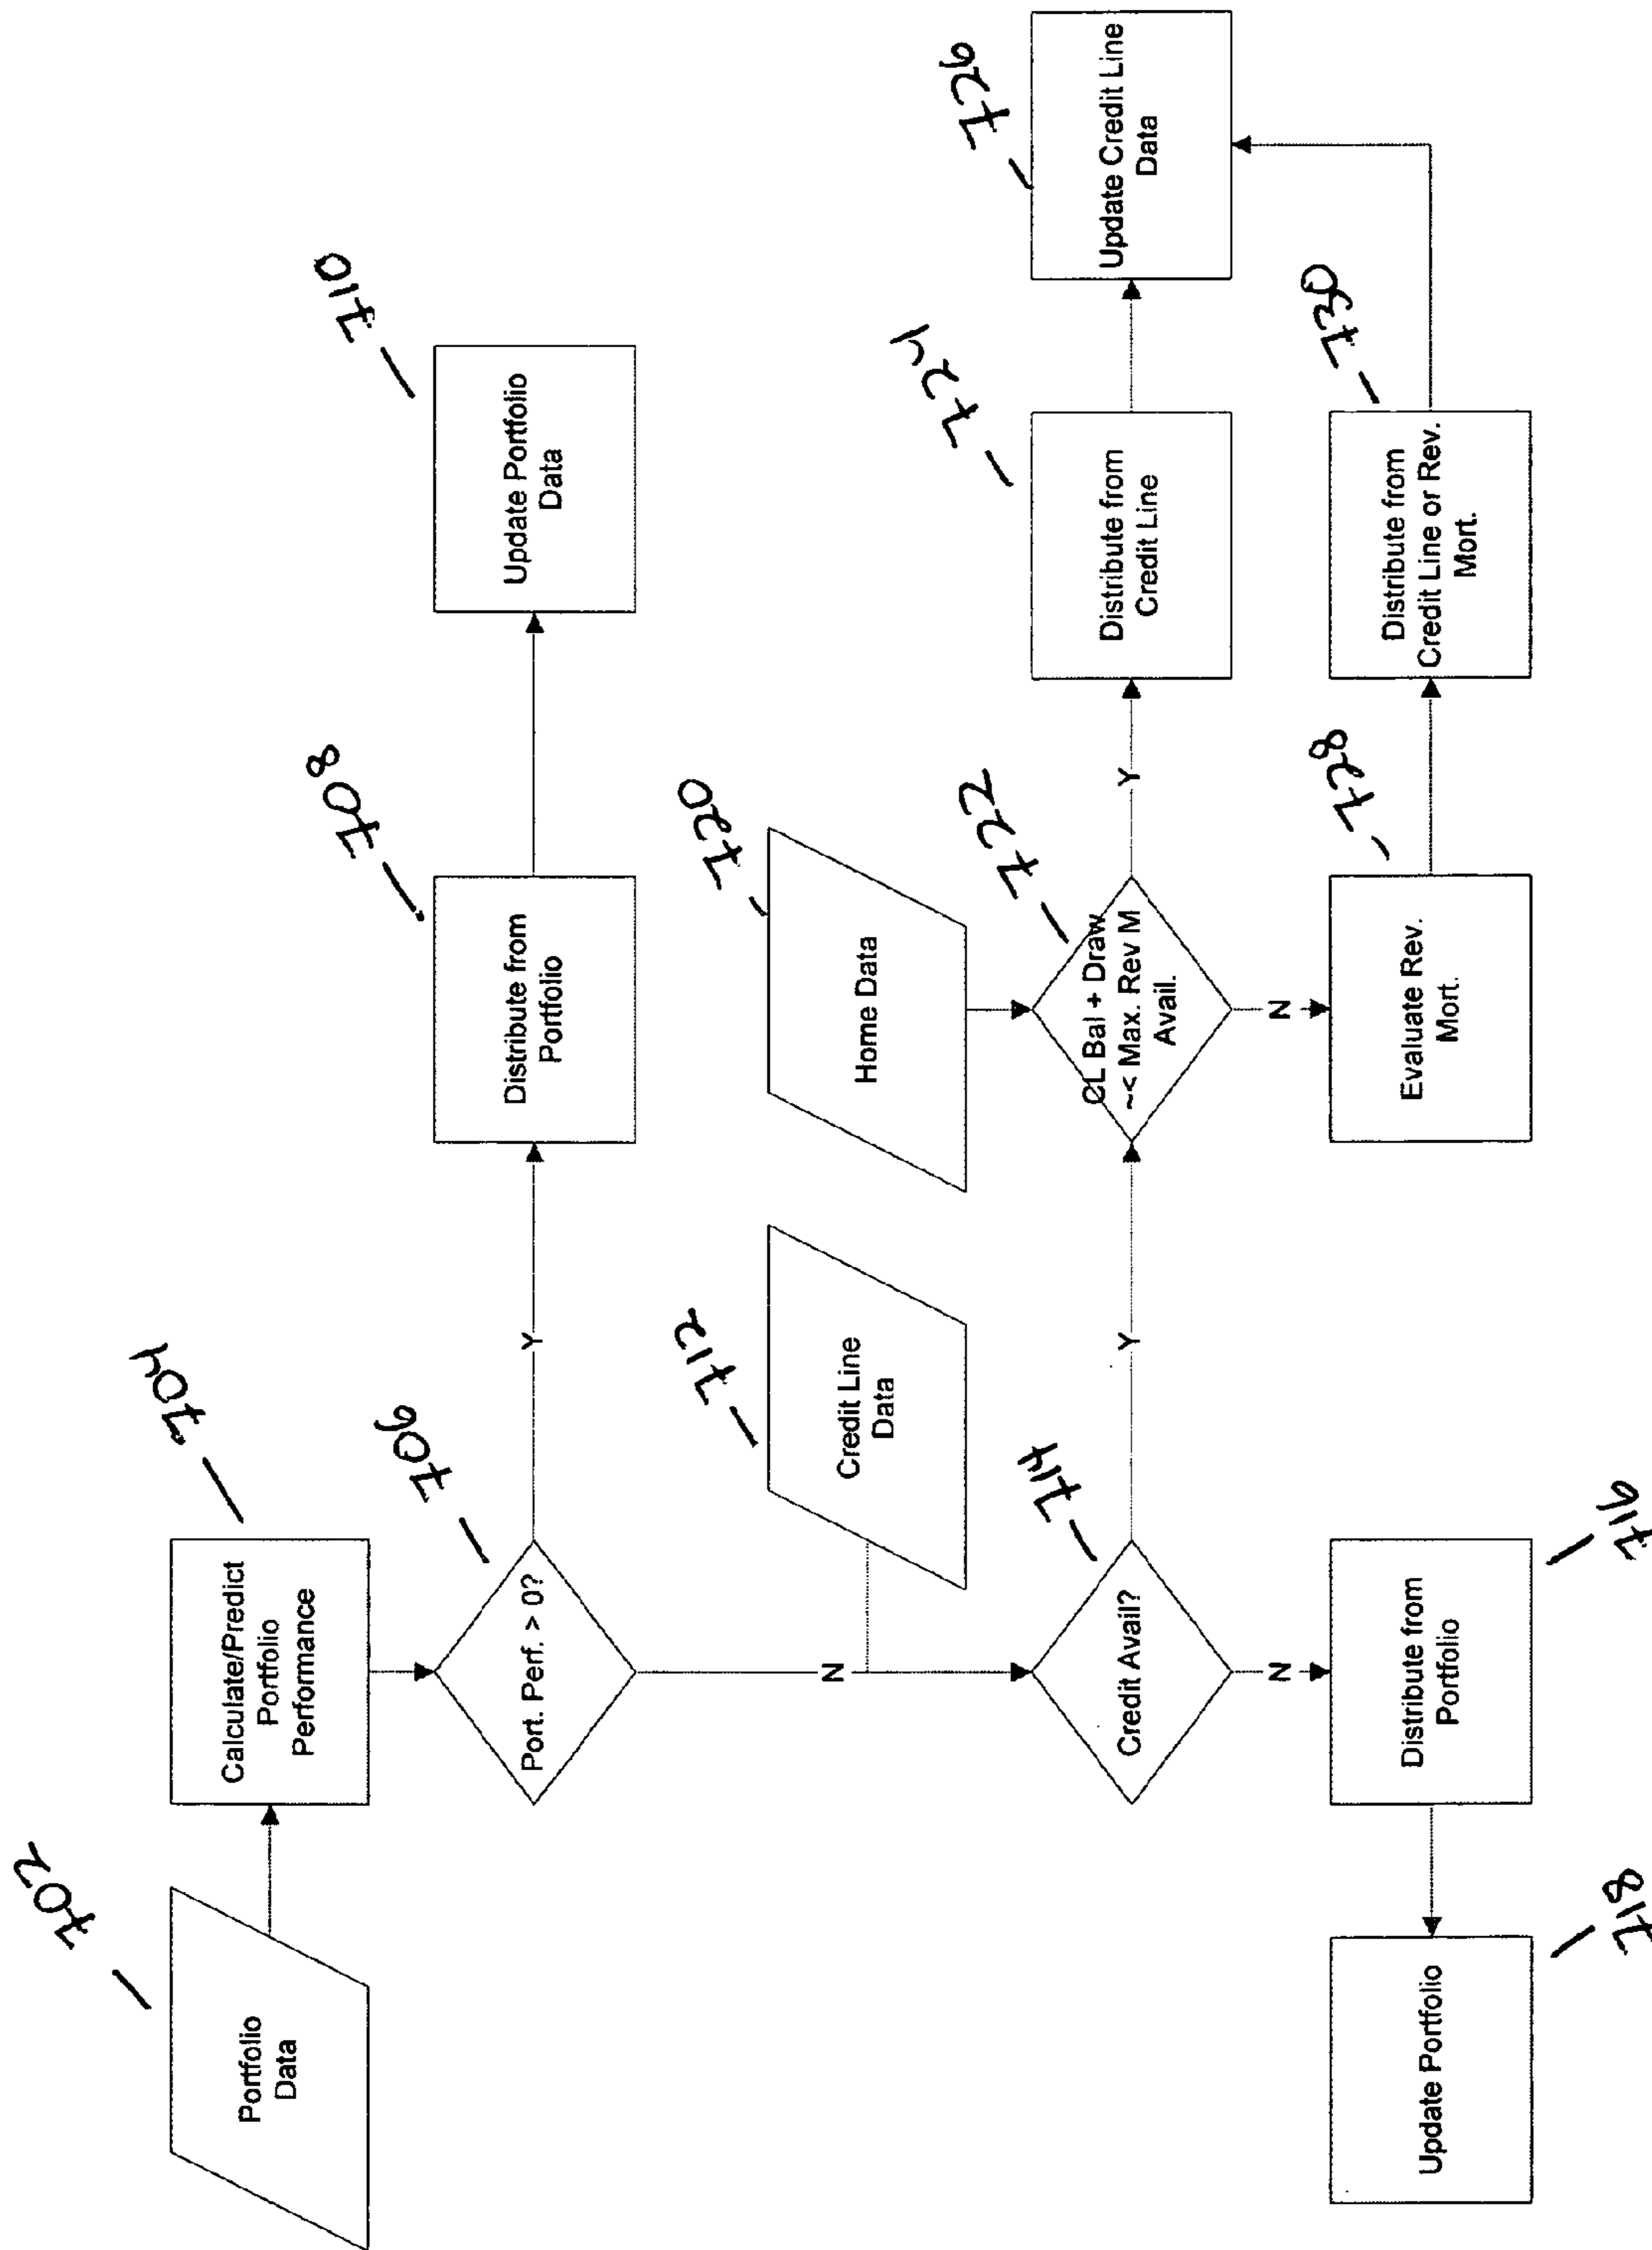 702
Portfolio
Data
704
Calculate/Predict
Portfolio
Performance
706
Port. Perf. > 0?
Y
708
Distribute from
Portfolio
710
Update Portfolio
Data
N
712
Credit Line
Data
714
Credit Avail?
N
716
Distribute from
Portfolio
718
Update Portfolio
Y
720
Home Data
722
CL Bal + Draw
~< Max. Rev M
Avail.
Y
724
Distribute from
Credit Line
726
Update Credit Line
Data
N
728
Evaluate Rev.
Mort.
730
Distribute from
Credit Line or Rev.
Mort.